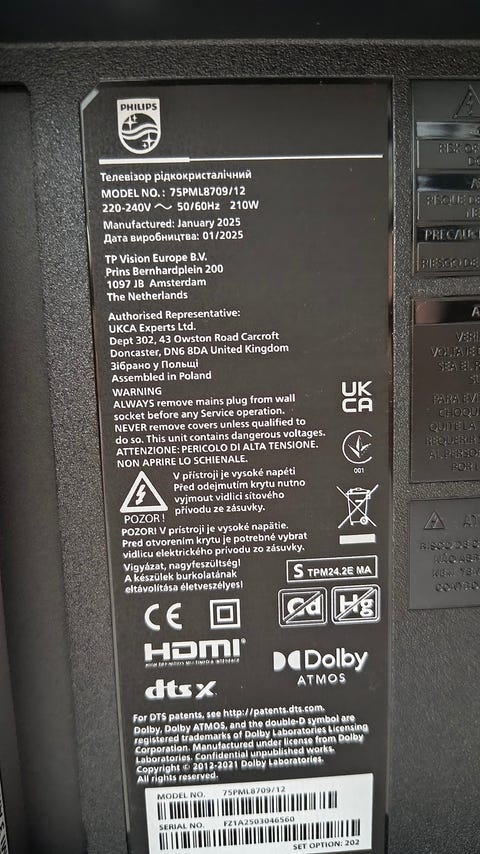 PHILIPS
Телевізор рідкокристалічний
MODEL NO.: 75PML8709/12
220-240V ~ 50/60Hz 210W
Manufactured: January 2025
Дата виробництва: 01/2025
TP Vision Europe B.V.
Prins Bernhardplein 200
1097 JB Amsterdam
The Netherlands
Authorised Representative:
UKCA Experts Ltd.
Dept 302, 43 Owston Road Carcroft
Doncaster, DN6 8DA United Kingdom
Зібрано у Польщі
Assembled in Poland
WARNING
ALWAYS remove mains plug from wall
socket before any Service operation.
NEVER remove covers unless qualified to
do so. This unit contains dangerous voltages.
ATTENZIONE: PERICOLO DI ALTA TENSIONE.
NON APRIRE LO SCHIENALE.
UK
CA
001
V přístroji je vysoké napětí
Před odejmutím krytu nutno
vyjmout vidlici síťového
přívodu ze zásuvky.
POZOR!
POZOR! V prístroji je vysoké napätie.
Pred otvorením krytu je potrebné vybrat
vidlicu elektrického prívodu zo zásuvky.
Vigyázat, nagyfeszültség!
A készülek burkolatának
eltávolítása életveszélyes!
S TPM24.2E MA
CE
Cd
Hg
HDMI
HIGH-DEFINITION MULTIMEDIA INTERFACE
Dolby
ATMOS
dts X
For DTS patents, see http://patents.dts.com.
Dolby, Dolby ATMOS, and the double-D symbol are
registered trademarks of Dolby Laboratories Licensing
Corporation. Manufactured under license from Dolby
Laboratories. Confidential unpublished works.
Copyright © 2012-2021 Dolby Laboratories.
All rights reserved.
MODEL NO. 75PML8709/12
SERIAL NO. FZ1A2503046560
SET OPTION: 202